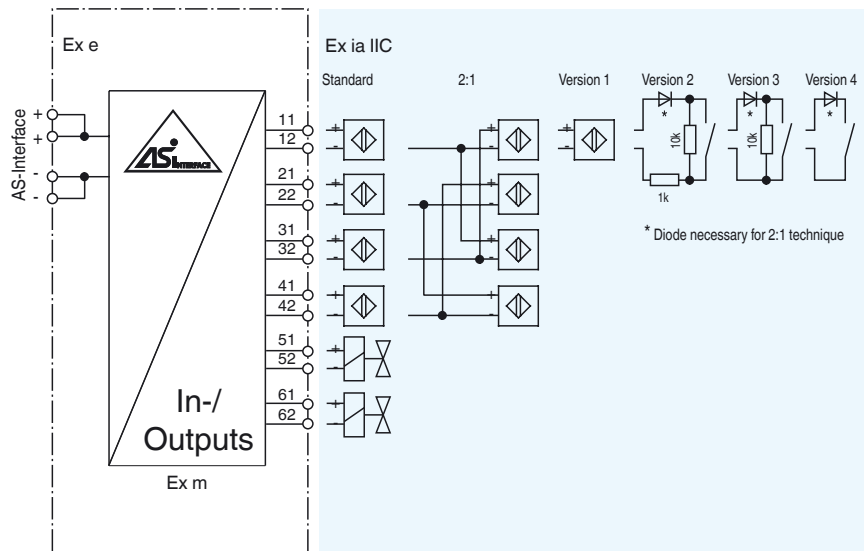 Ex e
Ex ia IIC
Standard
2:1
Version 1
Version 2
Version 3
Version 4
AS-Interface
+
+
-
-
ASi INTERFACE
11
12
21
22
31
32
41
42
51
52
61
62
+
-
+
-
+
-
+
-
+
-
+
-
+
-
+
-
+
-
+
-
+
-
*
10k
1k
*
10k
*
* Diode necessary for 2:1 technique
In-/
Outputs
Ex m